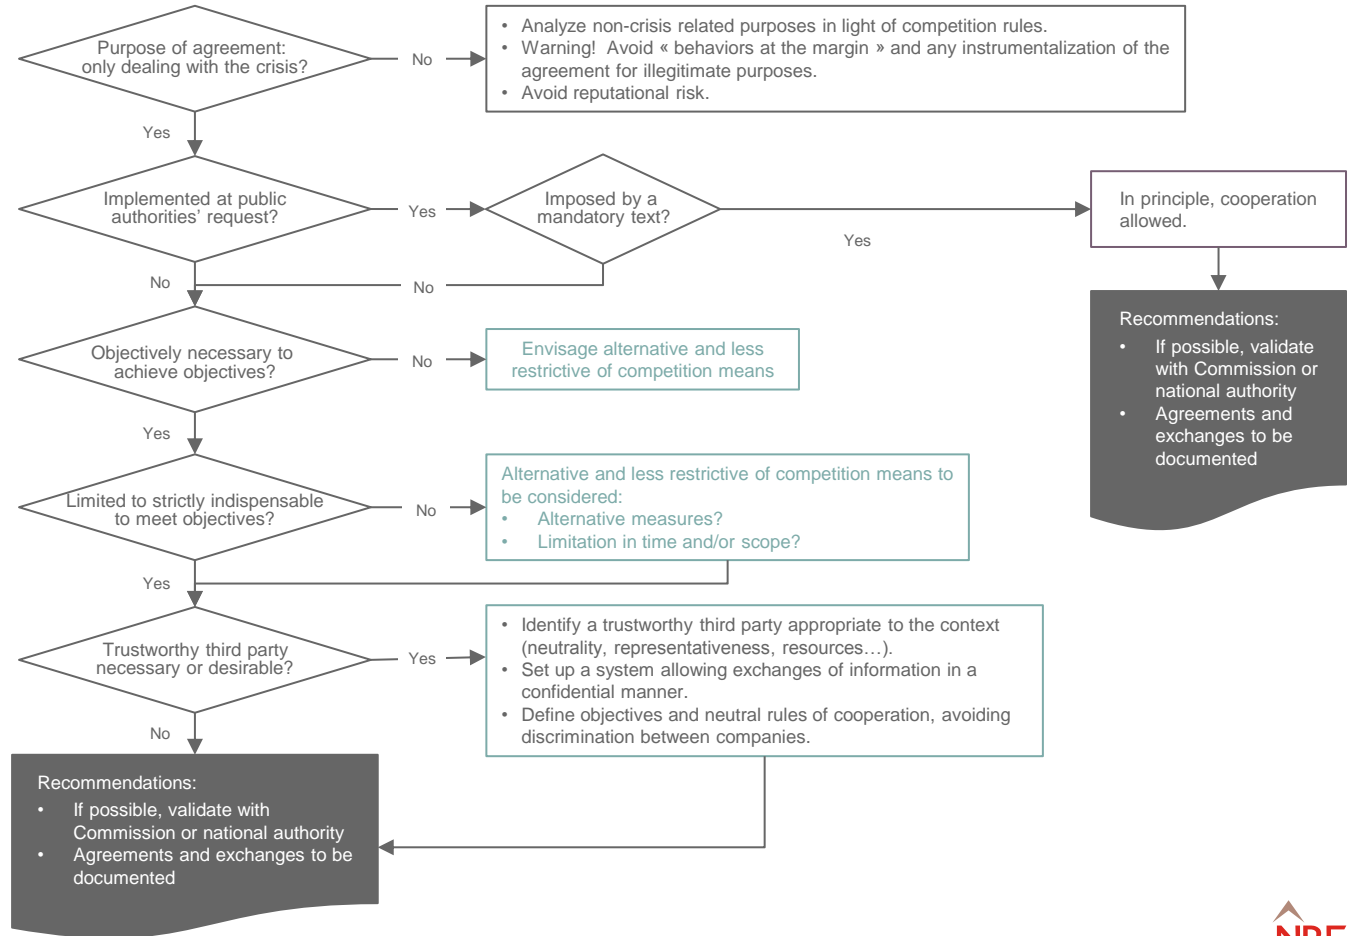 Purpose of agreement:
only dealing with the crisis?
No
• Analyze non-crisis related purposes in light of competition rules.
• Warning!  Avoid « behaviors at the margin » and any instrumentalization of the
agreement for illegitimate purposes.
• Avoid reputational risk.
Yes
Implemented at public
authorities’ request?
Yes
Imposed by a
mandatory text?
Yes
In principle, cooperation
allowed.
No
No
Recommendations:
• If possible, validate
with Commission or
national authority
• Agreements and
exchanges to be
documented
Objectively necessary to
achieve objectives?
No
Envisage alternative and less
restrictive of competition means
Yes
Limited to strictly indispensable
to meet objectives?
No
Alternative and less restrictive of competition means to
be considered:
• Alternative measures?
• Limitation in time and/or scope?
Yes
Trustworthy third party
necessary or desirable?
Yes
• Identify a trustworthy third party appropriate to the context
(neutrality, representativeness, resources…).
• Set up a system allowing exchanges of information in a
confidential manner.
• Define objectives and neutral rules of cooperation, avoiding
discrimination between companies.
No
Recommendations:
• If possible, validate with
Commission or national authority
• Agreements and exchanges to be
documented